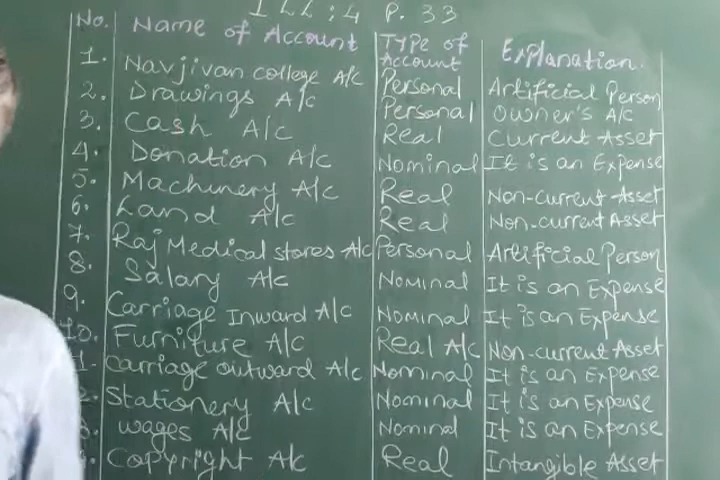 ILL:4 P. 33
No. Name of Account Type of Account Explanation.
1. Navjivan college A/c Personal Artificial Person
2. Drawings A/c Personal Owner's A/c
3. Cash A/c Real Current Asset
4. Donation A/c Nominal It is an Expense
5. Machinery A/c Real Non-current Asset
6. Land A/c Real Non-current Asset
7. Raj Medical stores A/c Personal Artificial Person
8. Salary A/c Nominal It is an Expense
9. Carriage Inward A/c Nominal It is an Expense
10. Furniture A/c Real A/c Non-current Asset
1. Carriage outward A/c Nominal It is an Expense
2. Stationery A/c Nominal It is an Expense
3. wages A/c Nominal It is an Expense
4. Copyright A/c Real Intangible Asset